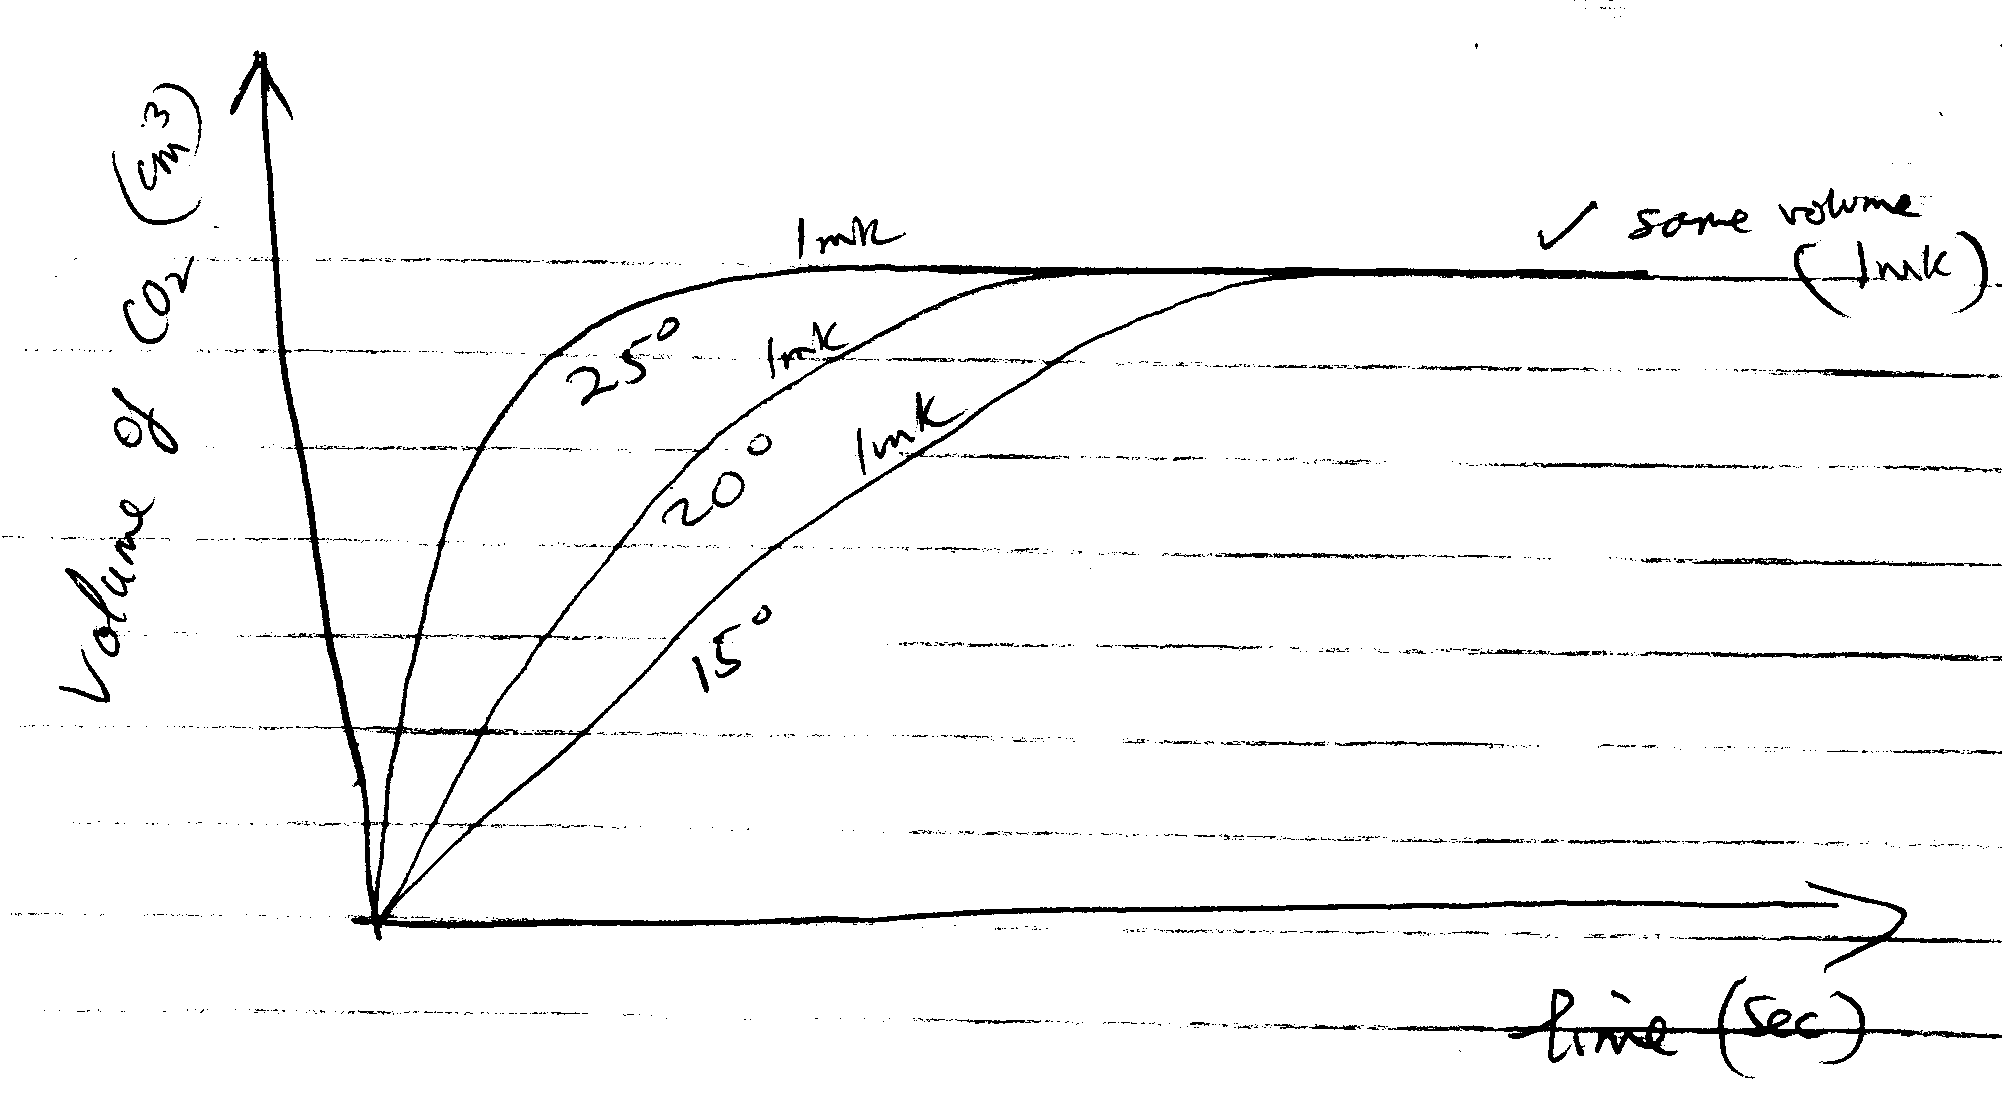 Volume of CO₂ (cm³)
1mk
✓ same volume
(1mk)
25°
1mk
20°
1mk
15°
time (sec)